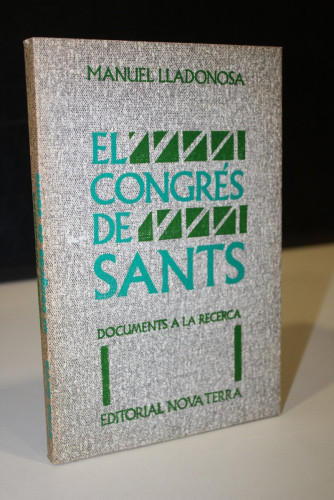 MANUEL LLADONOSA
EL
CONGRÉS
DE
SANTS
DOCUMENTS A LA RECERCA
EDITORIAL NOVA TERRA